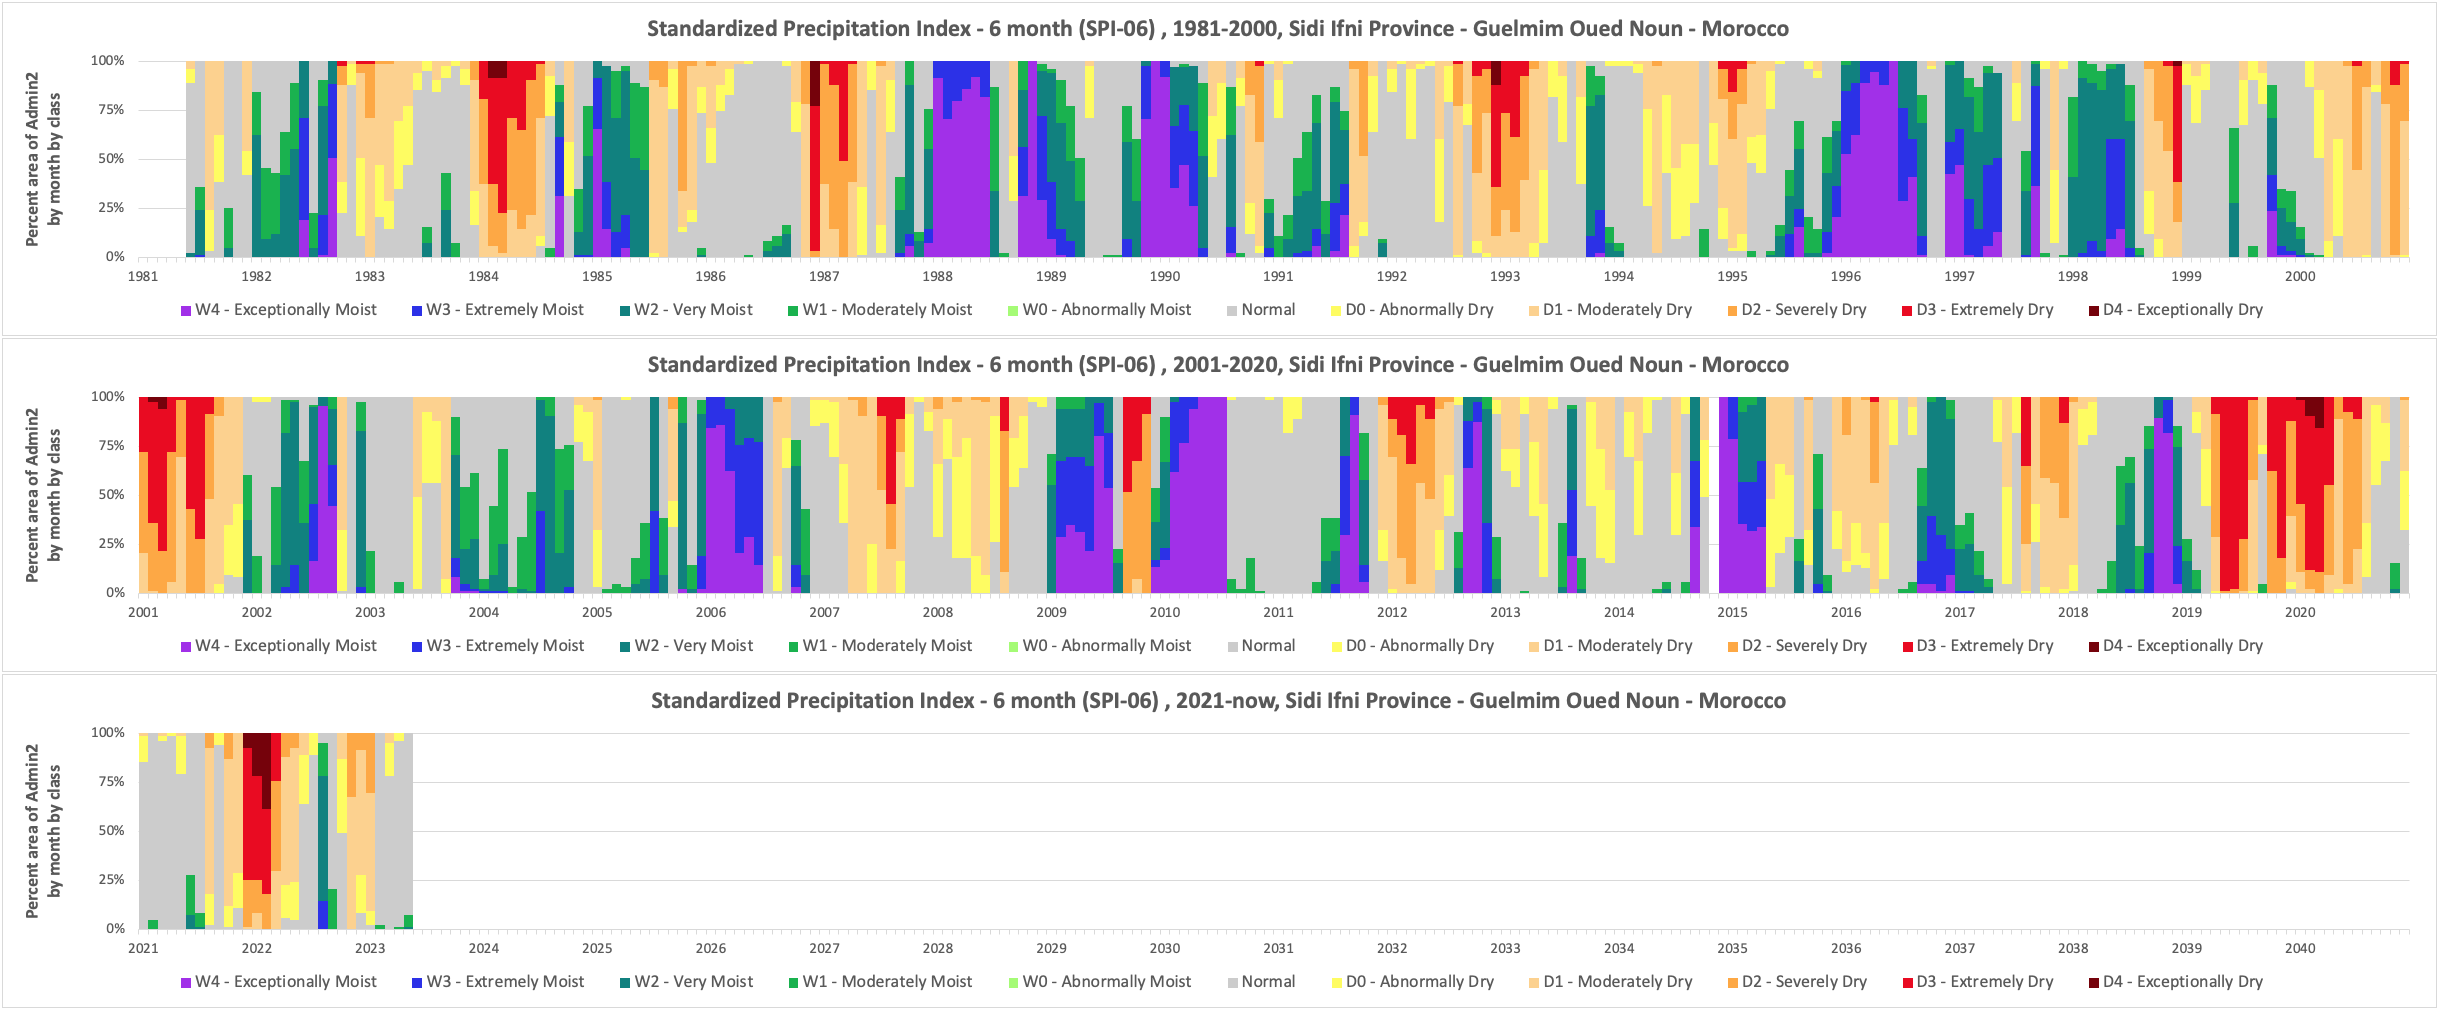 Standardized Precipitation Index - 6 month (SPI-06) , 1981-2000, Sidi Ifni Province - Guelmim Oued Noun - Morocco
Percent area of Admin2
by month by class
100%
75%
50%
25%
0%
1981 1982 1983 1984 1985 1986 1987 1988 1989 1990 1991 1992 1993 1994 1995 1996 1997 1998 1999 2000
W4 - Exceptionally Moist W3 - Extremely Moist W2 - Very Moist W1 - Moderately Moist W0 - Abnormally Moist Normal D0 - Abnormally Dry D1 - Moderately Dry D2 - Severely Dry D3 - Extremely Dry D4 - Exceptionally Dry
Standardized Precipitation Index - 6 month (SPI-06) , 2001-2020, Sidi Ifni Province - Guelmim Oued Noun - Morocco
Percent area of Admin2
by month by class
100%
75%
50%
25%
0%
2001 2002 2003 2004 2005 2006 2007 2008 2009 2010 2011 2012 2013 2014 2015 2016 2017 2018 2019 2020
W4 - Exceptionally Moist W3 - Extremely Moist W2 - Very Moist W1 - Moderately Moist W0 - Abnormally Moist Normal D0 - Abnormally Dry D1 - Moderately Dry D2 - Severely Dry D3 - Extremely Dry D4 - Exceptionally Dry
Standardized Precipitation Index - 6 month (SPI-06) , 2021-now, Sidi Ifni Province - Guelmim Oued Noun - Morocco
Percent area of Admin2
by month by class
100%
75%
50%
25%
0%
2021 2022 2023 2024 2025 2026 2027 2028 2029 2030 2031 2032 2033 2034 2035 2036 2037 2038 2039 2040
W4 - Exceptionally Moist W3 - Extremely Moist W2 - Very Moist W1 - Moderately Moist W0 - Abnormally Moist Normal D0 - Abnormally Dry D1 - Moderately Dry D2 - Severely Dry D3 - Extremely Dry D4 - Exceptionally Dry